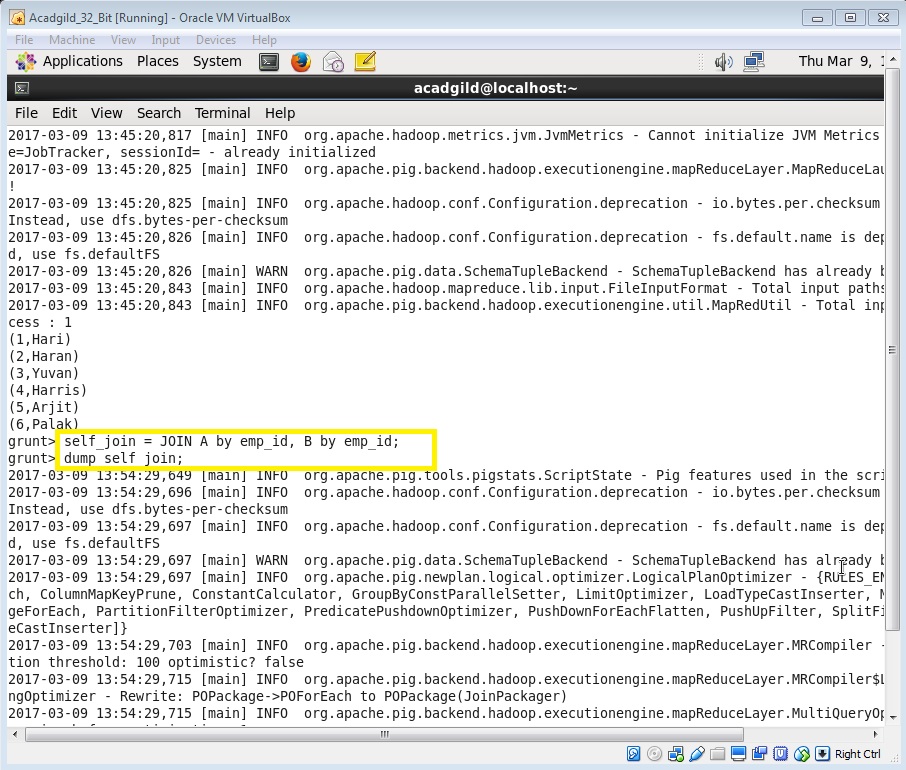 Acadgild_32_Bit [Running] - Oracle VM VirtualBox
File Machine View Input Devices Help
Applications Places System Thu Mar 9,
acadgild@localhost:~
File Edit View Search Terminal Help
2017-03-09 13:45:20,817 [main] INFO org.apache.hadoop.metrics.jvm.JvmMetrics - Cannot initialize JVM Metrics
e=JobTracker, sessionId= - already initialized
2017-03-09 13:45:20,825 [main] INFO org.apache.pig.backend.hadoop.executionengine.mapReduceLayer.MapReduceLau
!
2017-03-09 13:45:20,825 [main] INFO org.apache.hadoop.conf.Configuration.deprecation - io.bytes.per.checksum
Instead, use dfs.bytes-per-checksum
2017-03-09 13:45:20,826 [main] INFO org.apache.hadoop.conf.Configuration.deprecation - fs.default.name is dep
d, use fs.defaultFS
2017-03-09 13:45:20,826 [main] WARN org.apache.pig.data.SchemaTupleBackend - SchemaTupleBackend has already b
2017-03-09 13:45:20,843 [main] INFO org.apache.hadoop.mapreduce.lib.input.FileInputFormat - Total input paths
2017-03-09 13:45:20,843 [main] INFO org.apache.pig.backend.hadoop.executionengine.util.MapRedUtil - Total inp
cess : 1
(1,Hari)
(2,Haran)
(3,Yuvan)
(4,Harris)
(5,Arjit)
(6,Palak)
grunt> self_join = JOIN A by emp_id, B by emp_id;
grunt> dump self_join;
2017-03-09 13:54:29,649 [main] INFO org.apache.pig.tools.pigstats.ScriptState - Pig features used in the scri
2017-03-09 13:54:29,696 [main] INFO org.apache.hadoop.conf.Configuration.deprecation - io.bytes.per.checksum
Instead, use dfs.bytes-per-checksum
2017-03-09 13:54:29,697 [main] INFO org.apache.hadoop.conf.Configuration.deprecation - fs.default.name is dep
d, use fs.defaultFS
2017-03-09 13:54:29,697 [main] WARN org.apache.pig.data.SchemaTupleBackend - SchemaTupleBackend has already b
2017-03-09 13:54:29,697 [main] INFO org.apache.pig.newplan.logical.optimizer.LogicalPlanOptimizer - {RULES_EN
ch, ColumnMapKeyPrune, ConstantCalculator, GroupByConstParallelSetter, LimitOptimizer, LoadTypeCastInserter, M
geForEach, PartitionFilterOptimizer, PredicatePushdownOptimizer, PushDownForEachFlatten, PushUpFilter, SplitFi
eCastInserter]}
2017-03-09 13:54:29,703 [main] INFO org.apache.pig.backend.hadoop.executionengine.mapReduceLayer.MRCompiler -
tion threshold: 100 optimistic? false
2017-03-09 13:54:29,715 [main] INFO org.apache.pig.backend.hadoop.executionengine.mapReduceLayer.MRCompiler$L
ngOptimizer - Rewrite: POPackage->POForEach to POPackage(JoinPackager)
2017-03-09 13:54:29,715 [main] INFO org.apache.pig.backend.hadoop.executionengine.mapReduceLayer.MultiQueryOp
Right Ctrl